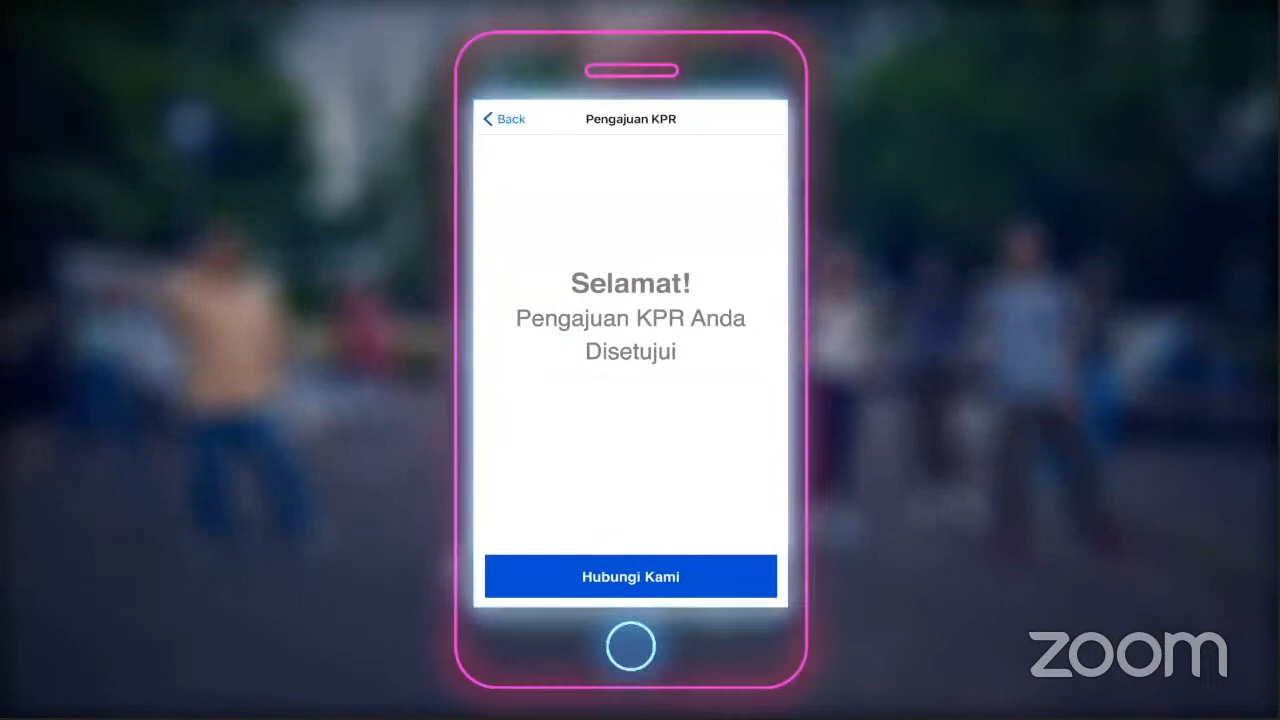 Back
Pengajuan KPR
Selamat!
Pengajuan KPR Anda
Disetujui
Hubungi Kami
zoom